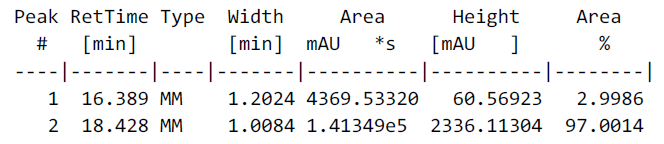 Peak RetTime Type  Width     Area      Height     Area
  #   [min]        [min]  mAU   *s   [mAU   ]      %
----|-------|----|-------|----------|----------|--------|
   1  16.389 MM    1.2024 4369.53320   60.56923   2.9986
   2  18.428 MM    1.0084 1.41349e5  2336.11304  97.0014